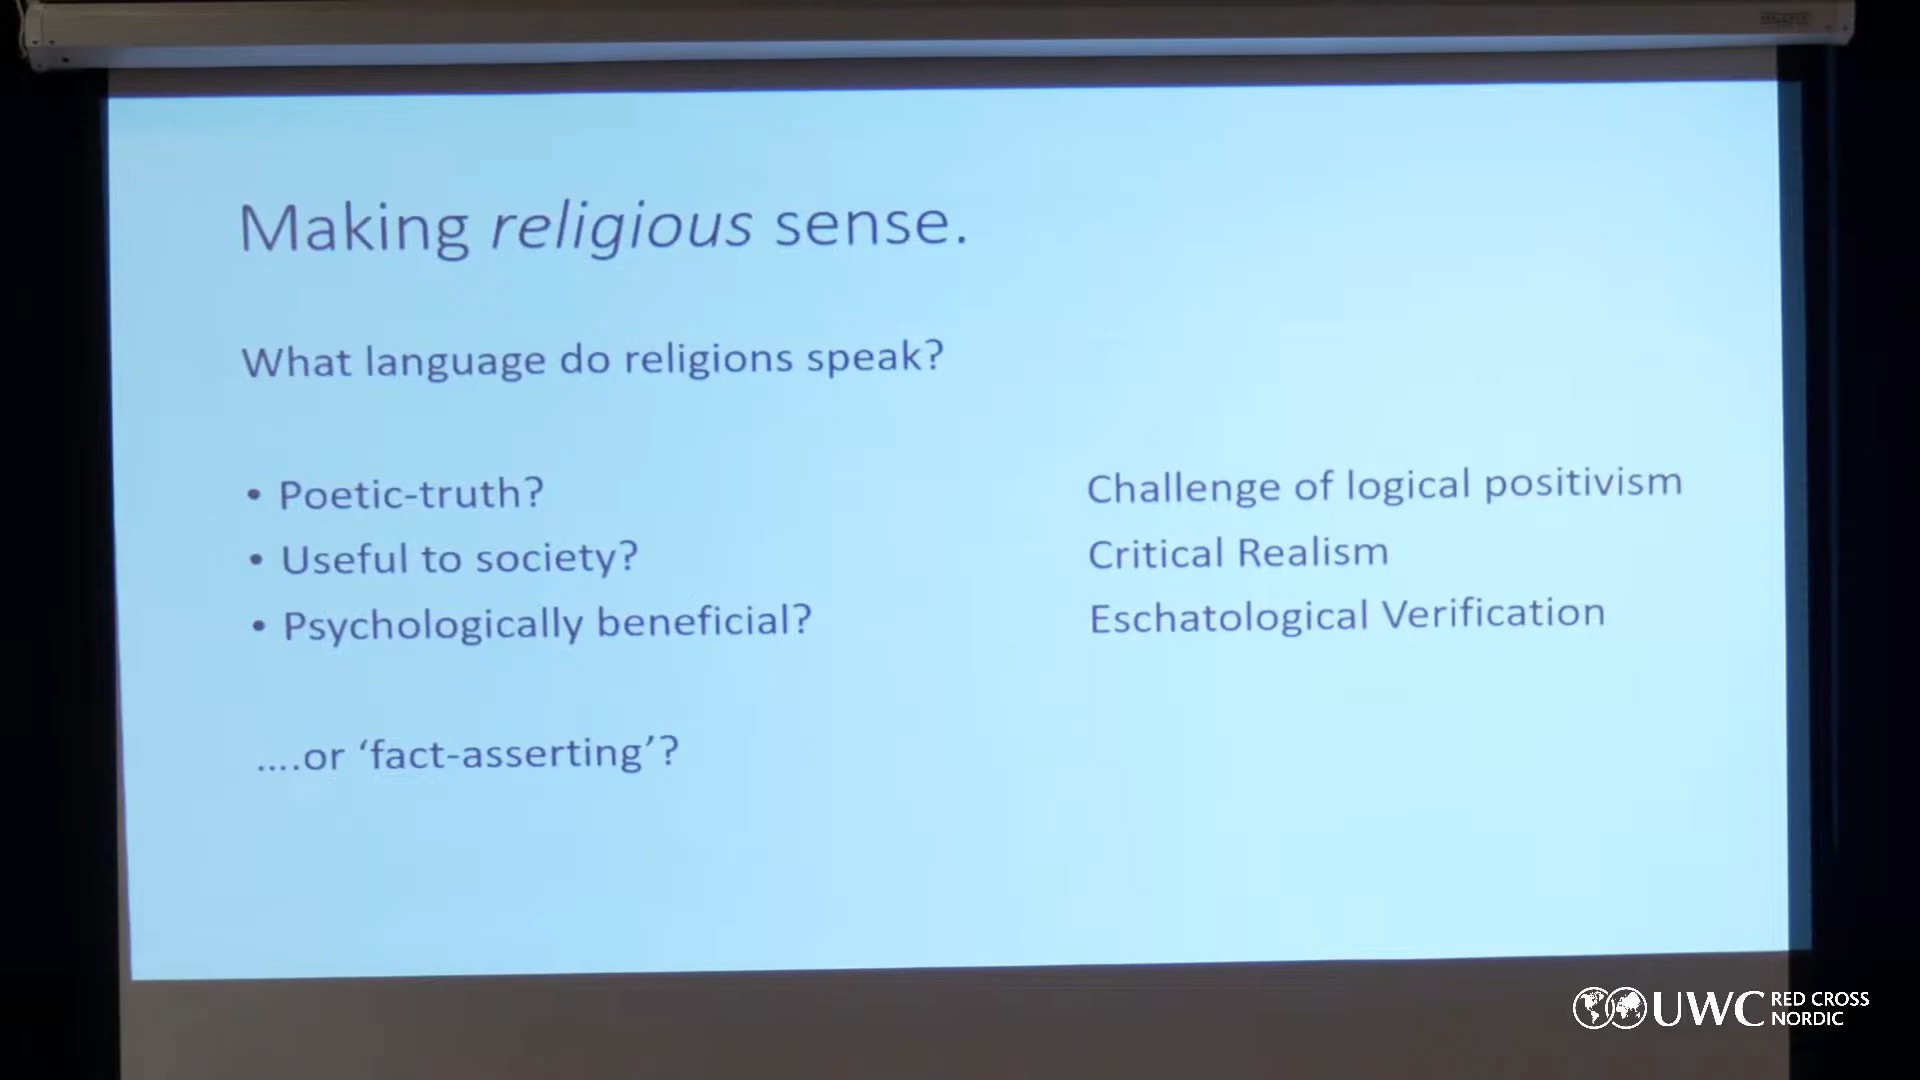 Making religious sense.
What language do religions speak?
• Poetic-truth?
• Useful to society?
• Psychologically beneficial?
....or ‘fact-asserting’?
Challenge of logical positivism
Critical Realism
Eschatological Verification
UWC RED CROSS
NORDIC